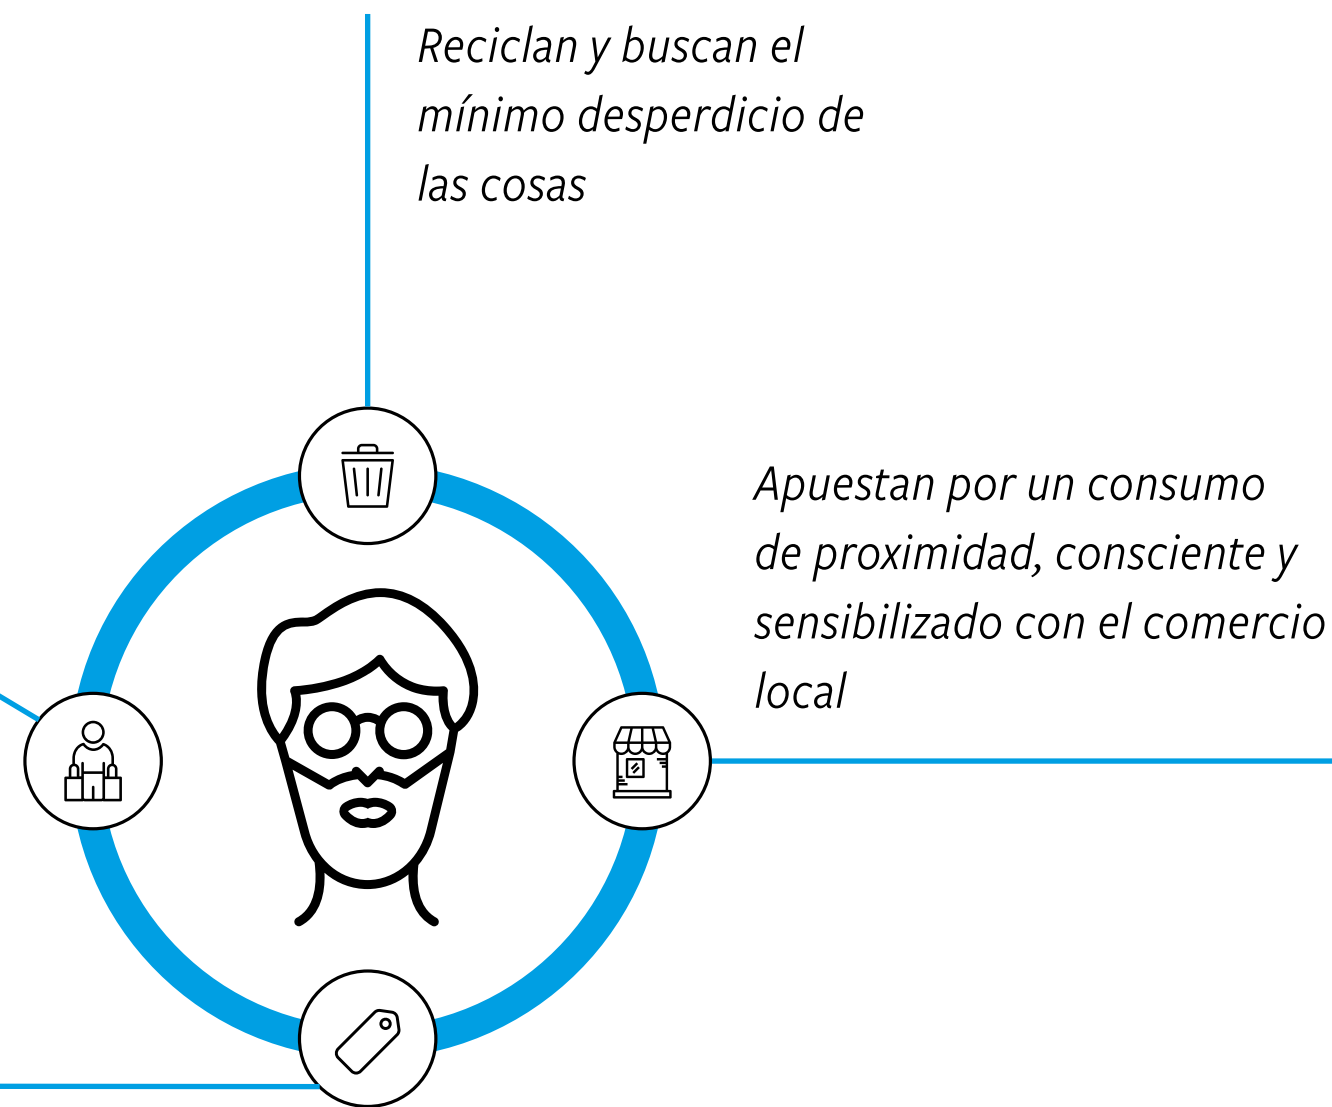 Reciclan y buscan el
mínimo desperdicio de
las cosas
Apuestan por un consumo
de proximidad, consciente y
sensibilizado con el comercio
local